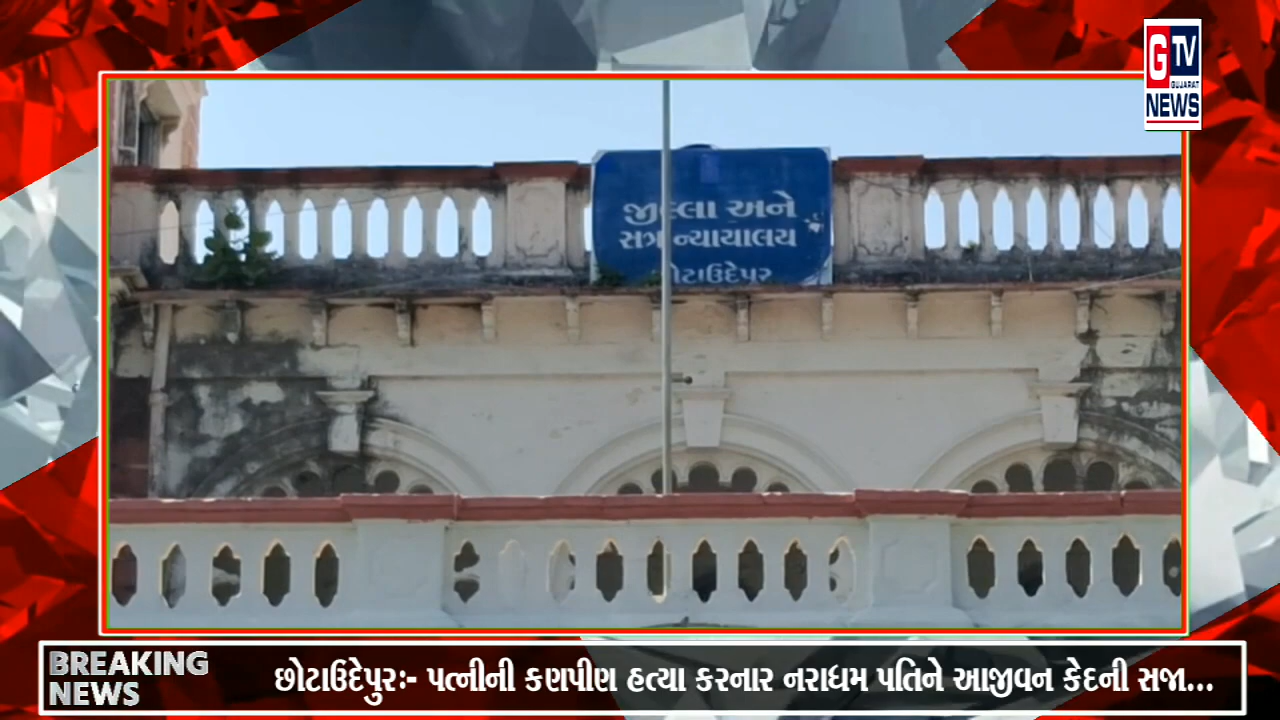 GTV
GUJARAT
NEWS
જીલ્લા અને
સત્ર ન્યાયાલય
છોટાઉદેપુર
BREAKING
NEWS
છોટાઉદેપુરઃ- પત્નીની કણપીણ હત્યા કરનાર નરાધમ પતિને આજીવન કેદની સજા...